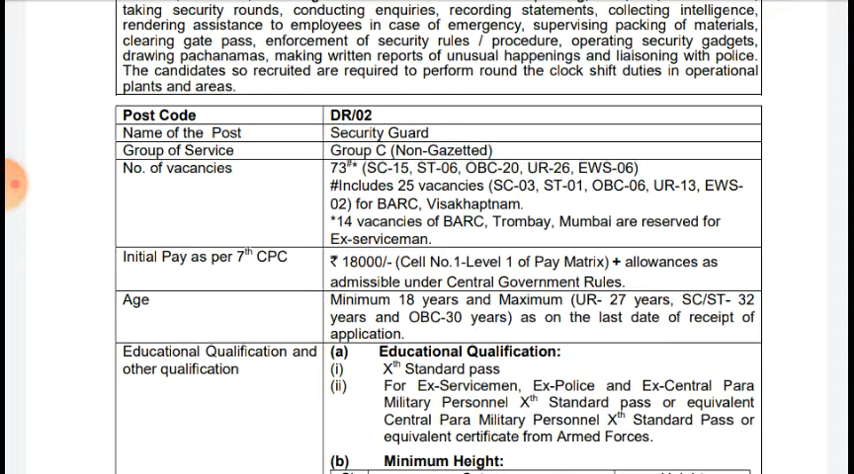 taking security rounds, conducting enquiries, recording statements, collecting intelligence,
rendering assistance to employees in case of emergency, supervising packing of materials,
clearing gate pass, enforcement of security rules / procedure, operating security gadgets,
drawing pachanamas, making written reports of unusual happenings and liaisoning with police.
The candidates so recruited are required to perform round the clock shift duties in operational
plants and areas.
Post Code DR/02
Name of the Post Security Guard
Group of Service Group C (Non-Gazetted)
No. of vacancies 73#* (SC-15, ST-06, OBC-20, UR-26, EWS-06)
#Includes 25 vacancies (SC-03, ST-01, OBC-06, UR-13, EWS-
02) for BARC, Visakhaptnam.
*14 vacancies of BARC, Trombay, Mumbai are reserved for
Ex-serviceman.
Initial Pay as per 7th CPC ₹ 18000/- (Cell No.1-Level 1 of Pay Matrix) + allowances as
admissible under Central Government Rules.
Age Minimum 18 years and Maximum (UR- 27 years, SC/ST- 32
years and OBC-30 years) as on the last date of receipt of
application.
Educational Qualification and (a) Educational Qualification:
other qualification (i) Xth Standard pass
(ii) For Ex-Servicemen, Ex-Police and Ex-Central Para
Military Personnel Xth Standard pass or equivalent
Central Para Military Personnel Xth Standard Pass or
equivalent certificate from Armed Forces.
(b) Minimum Height: